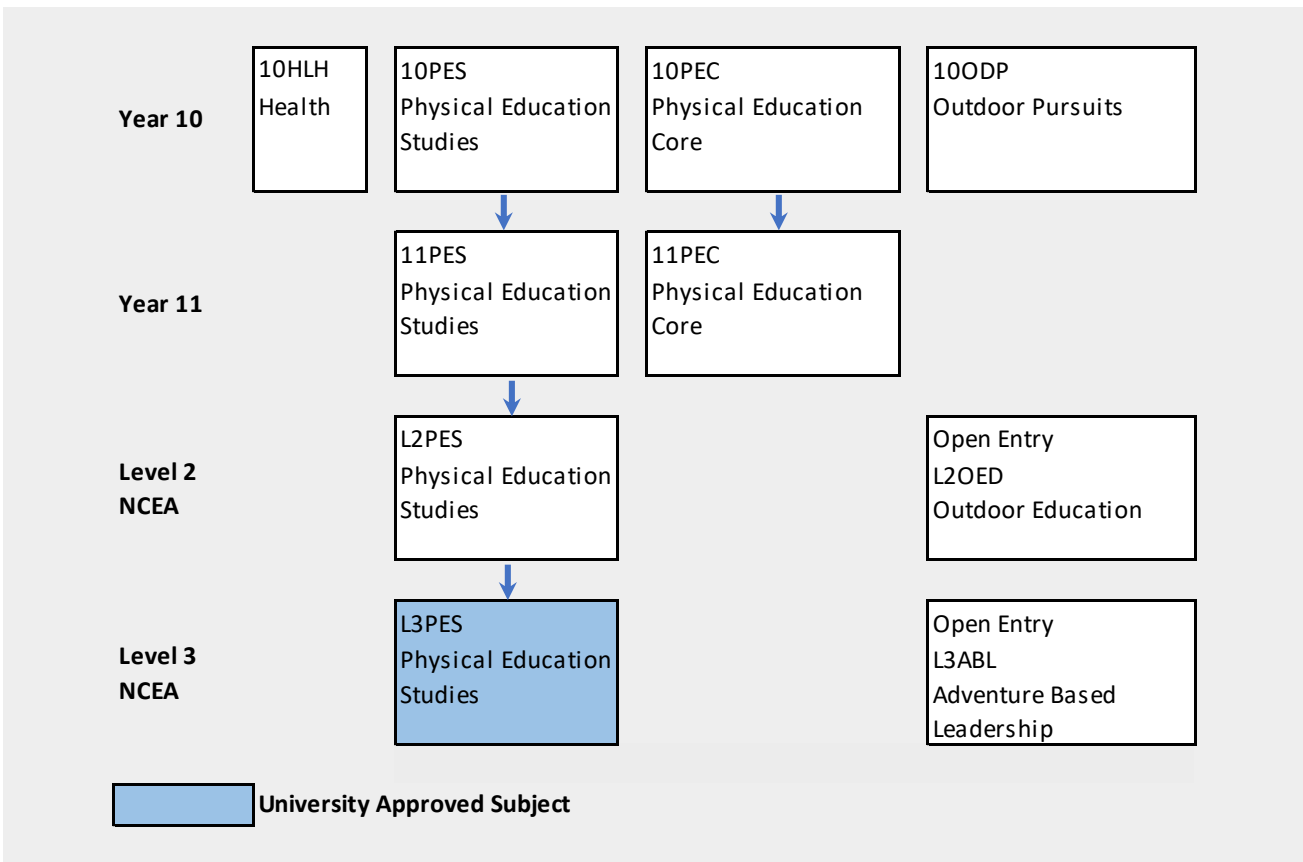 Year 10
10HLH
Health
10PES
Physical Education
Studies
10PEC
Physical Education
Core
10ODP
Outdoor Pursuits
Year 11
11PES
Physical Education
Studies
11PEC
Physical Education
Core
Level 2
NCEA
L2PES
Physical Education
Studies
Open Entry
L2OED
Outdoor Education
Level 3
NCEA
L3PES
Physical Education
Studies
Open Entry
L3ABL
Adventure Based
Leadership
University Approved Subject